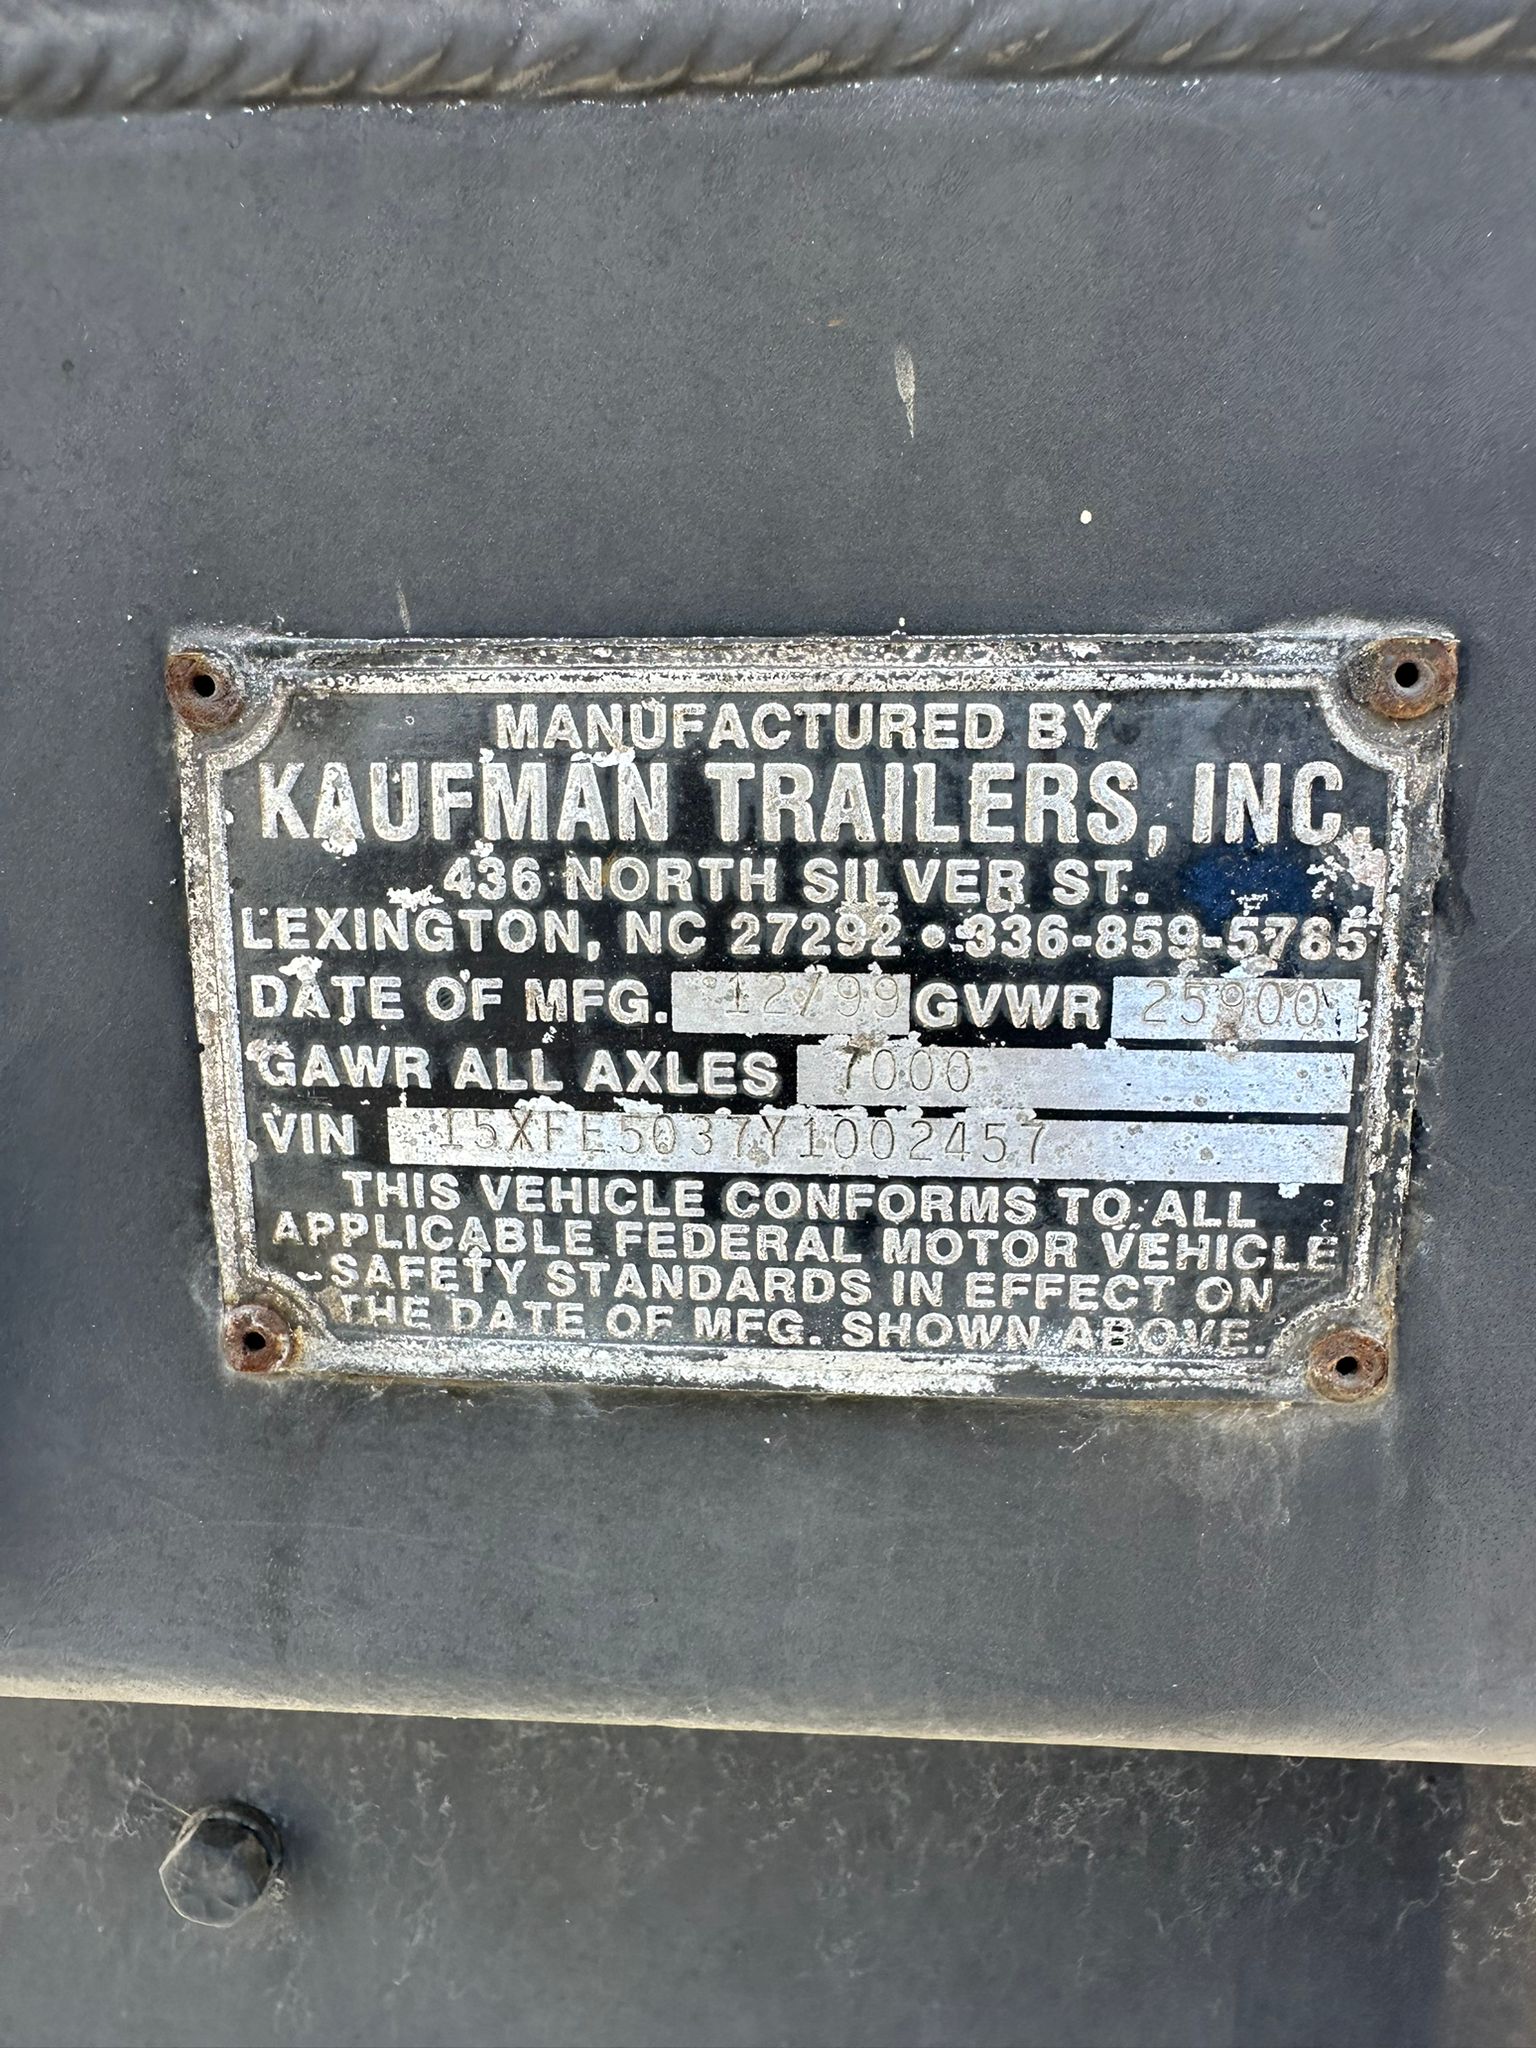 MANUFACTURED BY
KAUFMAN TRAILERS, INC.
436 NORTH SILVER ST.
LEXINGTON, NC 27292 • 336-859-5785
DATE OF MFG. 12/99 GVWR 25900
GAWR ALL AXLES 7000
VIN 15XFE5037Y1002457
THIS VEHICLE CONFORMS TO ALL
APPLICABLE FEDERAL MOTOR VEHICLE
SAFETY STANDARDS IN EFFECT ON
THE DATE OF MFG. SHOWN ABOVE.